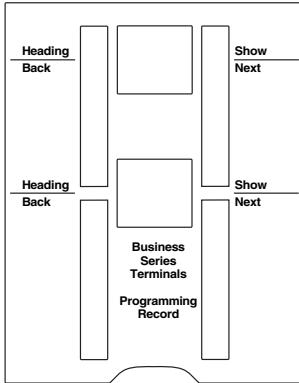 Heading Show
Back Next
Heading Show
Back Next
Business
Series
Terminals
Programming
Record